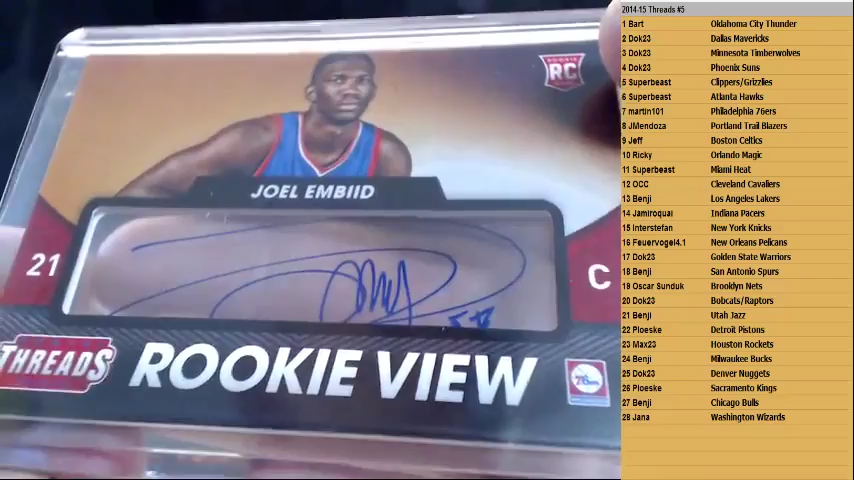 ROOKIE
RC
JOEL EMBIID
21
C
THREADS
ROOKIE VIEW
76ers
2014-15 Threads #5
1 Bart Oklahoma City Thunder
2 Dok23 Dallas Mavericks
3 Dok23 Minnesota Timberwolves
4 Dok23 Phoenix Suns
5 Superbeast Clippers/Grizzlies
6 Superbeast Atlanta Hawks
7 martin101 Philadelphia 76ers
8 JMendoza Portland Trail Blazers
9 Jeff Boston Celtics
10 Ricky Orlando Magic
11 Superbeast Miami Heat
12 OCC Cleveland Cavaliers
13 Benji Los Angeles Lakers
14 Jamiroquai Indiana Pacers
15 Interstefan New York Knicks
16 Feuervogel4.1 New Orleans Pelicans
17 Dok23 Golden State Warriors
18 Benji San Antonio Spurs
19 Oscar Sunduk Brooklyn Nets
20 Dok23 Bobcats/Raptors
21 Benji Utah Jazz
22 Ploeske Detroit Pistons
23 Max23 Houston Rockets
24 Benji Milwaukee Bucks
25 Dok23 Denver Nuggets
26 Ploeske Sacramento Kings
27 Benji Chicago Bulls
28 Jana Washington Wizards